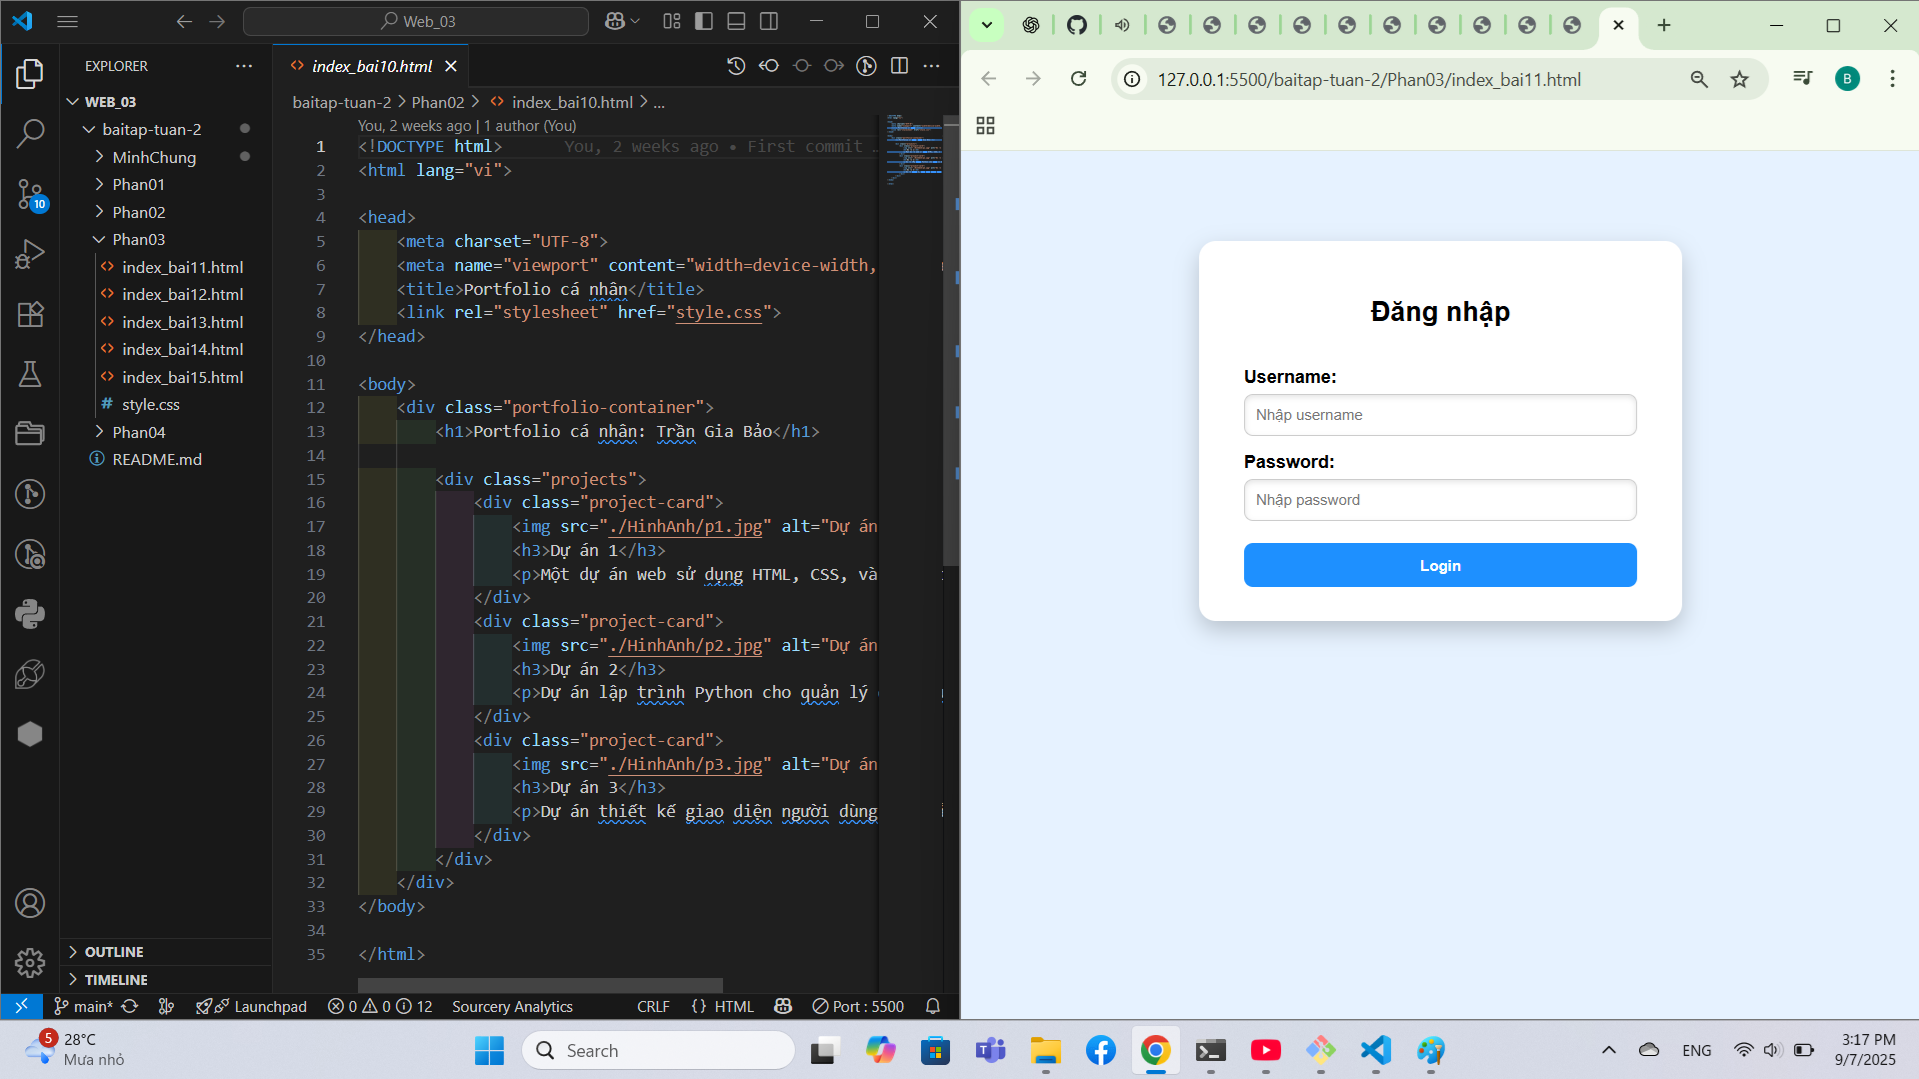 Web_03
EXPLORER
WEB_03
baitap-tuan-2
MinhChung
Phan01
Phan02
Phan03
index_bai11.html
index_bai12.html
index_bai13.html
index_bai14.html
index_bai15.html
style.css
Phan04
README.md
OUTLINE
TIMELINE
10
index_bai10.html
baitap-tuan-2 > Phan02 > index_bai10.html > ...
You, 2 weeks ago | 1 author (You)
1 <!DOCTYPE html> You, 2 weeks ago • First commit …
2 <html lang="vi">
3
4 <head>
5 <meta charset="UTF-8">
6 <meta name="viewport" content="width=device-width,
7 <title>Portfolio cá nhân</title>
8 <link rel="stylesheet" href="style.css">
9 </head>
10
11 <body>
12 <div class="portfolio-container">
13 <h1>Portfolio cá nhân: Trần Gia Bảo</h1>
14
15 <div class="projects">
16 <div class="project-card">
17 <img src="./HinhAnh/p1.jpg" alt="Dự án
18 <h3>Dự án 1</h3>
19 <p>Một dự án web sử dụng HTML, CSS, và
20 </div>
21 <div class="project-card">
22 <img src="./HinhAnh/p2.jpg" alt="Dự án
23 <h3>Dự án 2</h3>
24 <p>Dự án lập trình Python cho quản lý
25 </div>
26 <div class="project-card">
27 <img src="./HinhAnh/p3.jpg" alt="Dự án
28 <h3>Dự án 3</h3>
29 <p>Dự án thiết kế giao diện người dùng
30 </div>
31 </div>
32 </div>
33 </body>
34
35 </html>
main* Launchpad 0 0 12 Sourcery Analytics CRLF {} HTML Port : 5500
127.0.0.1:5500/baitap-tuan-2/Phan03/index_bai11.html
B
Đăng nhập
Username:
Nhập username
Password:
Nhập password
Login
5
28°C
Mưa nhỏ
Search
ENG
3:17 PM
9/7/2025